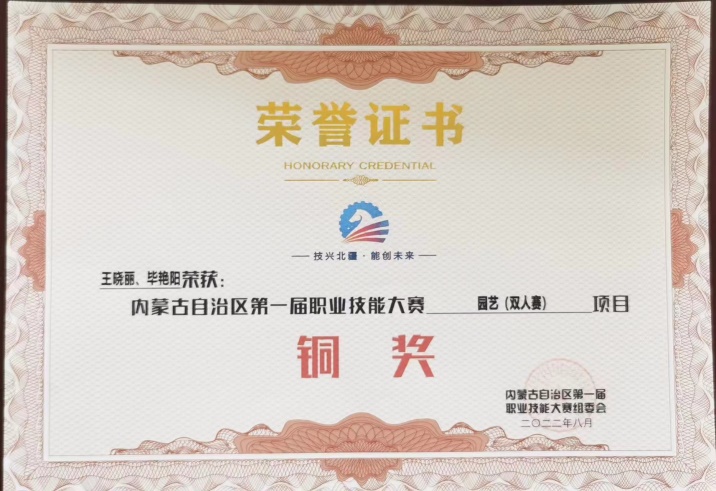 荣誉证书
HONORARY CREDENTIAL
技兴北疆·能创未来
王晓丽、毕艳阳荣获:
内蒙古自治区第一届职业技能大赛 园艺(双人赛) 项目
铜奖
内蒙古自治区第一届
职业技能大赛组委会
二〇二二年八月